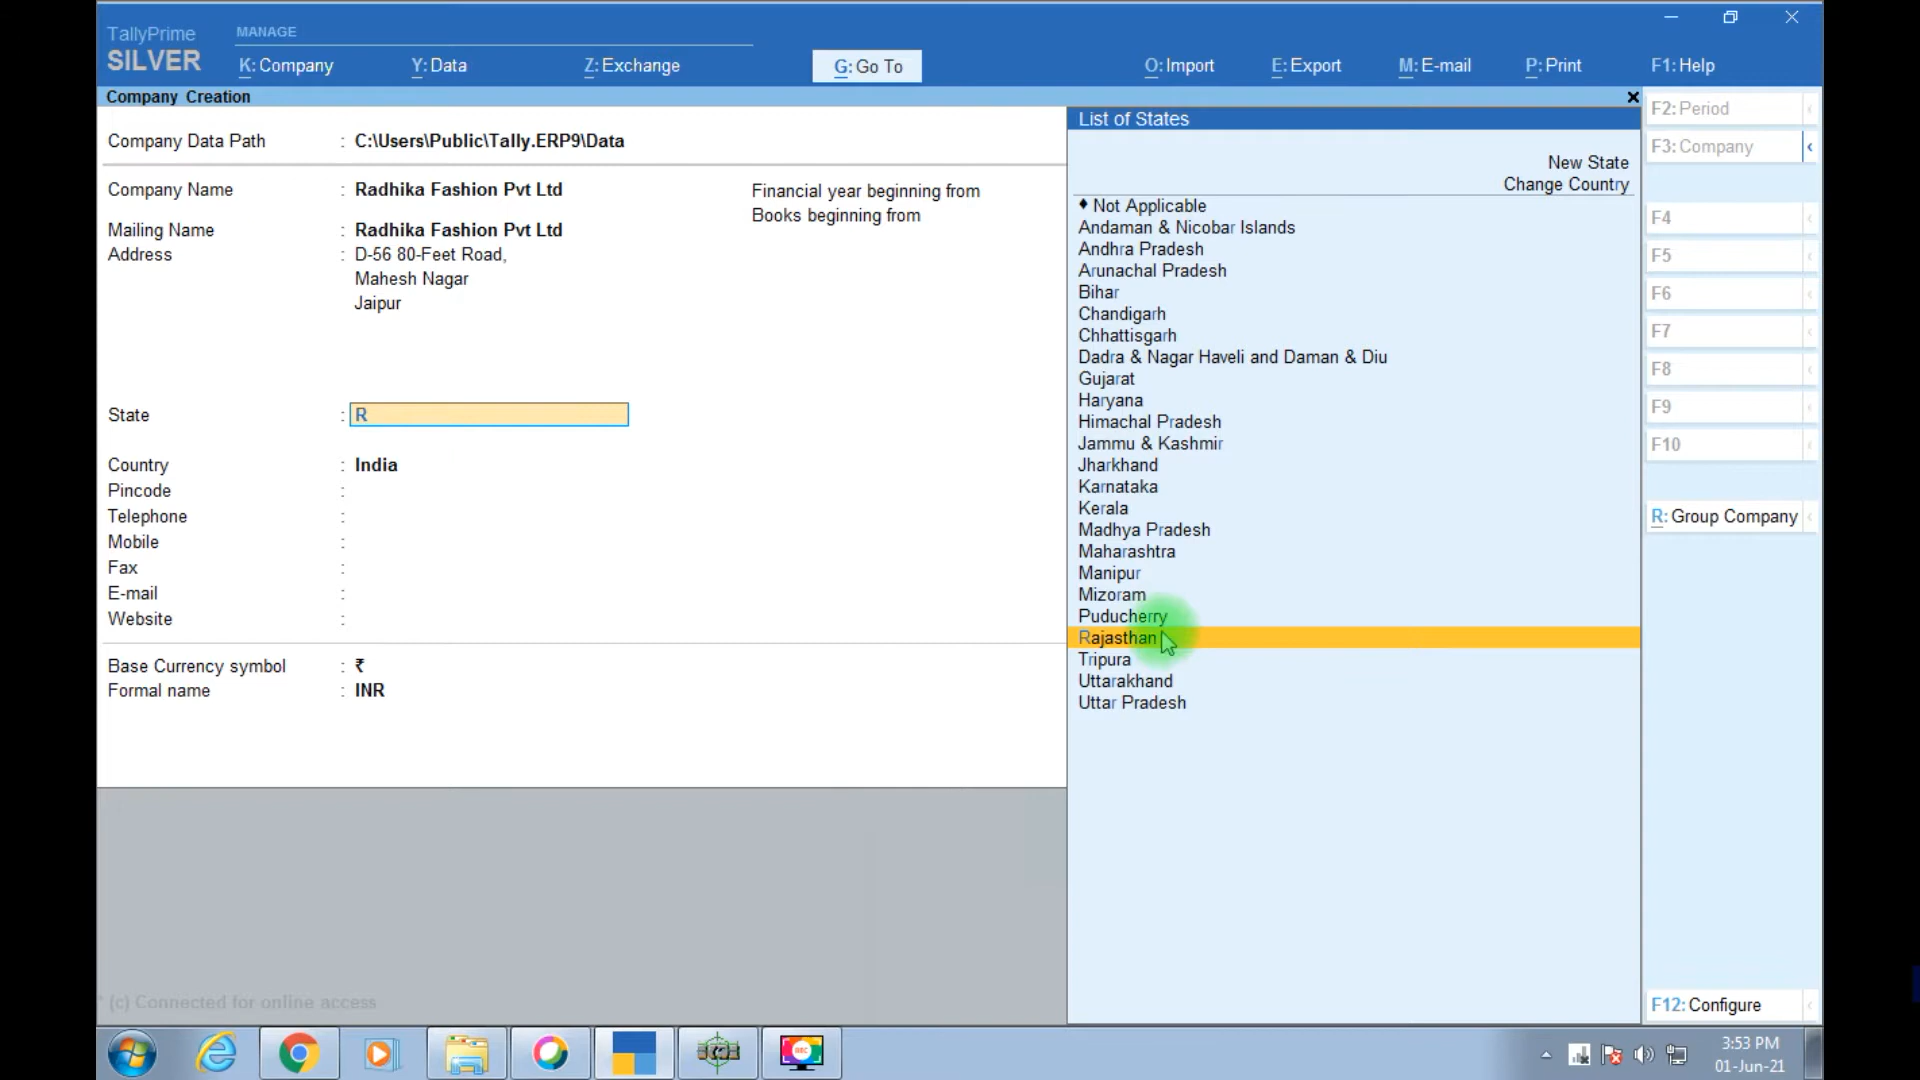 TallyPrime
SILVER
MANAGE
K: Company
Y: Data
Z: Exchange
G: Go To
O: Import
E: Export
M: E-mail
P: Print
F1: Help
Company Creation
Company Data Path : C:\Users\Public\Tally.ERP9\Data
Company Name : Radhika Fashion Pvt Ltd
Mailing Name : Radhika Fashion Pvt Ltd
Address : D-56 80-Feet Road,
Mahesh Nagar
Jaipur
State : R
Country : India
Pincode :
Telephone :
Mobile :
Fax :
E-mail :
Website :
Base Currency symbol : ₹
Formal name : INR
Financial year beginning from
Books beginning from
List of States
New State
Change Country
♦ Not Applicable
Andaman & Nicobar Islands
Andhra Pradesh
Arunachal Pradesh
Bihar
Chandigarh
Chhattisgarh
Dadra & Nagar Haveli and Daman & Diu
Gujarat
Haryana
Himachal Pradesh
Jammu & Kashmir
Jharkhand
Karnataka
Kerala
Madhya Pradesh
Maharashtra
Manipur
Mizoram
Puducherry
Rajasthan
Tripura
Uttarakhand
Uttar Pradesh
F2: Period
F3: Company
F4
F5
F6
F7
F8
F9
F10
R: Group Company
F12: Configure
(c) Connected for online access
3:53 PM
01-Jun-21